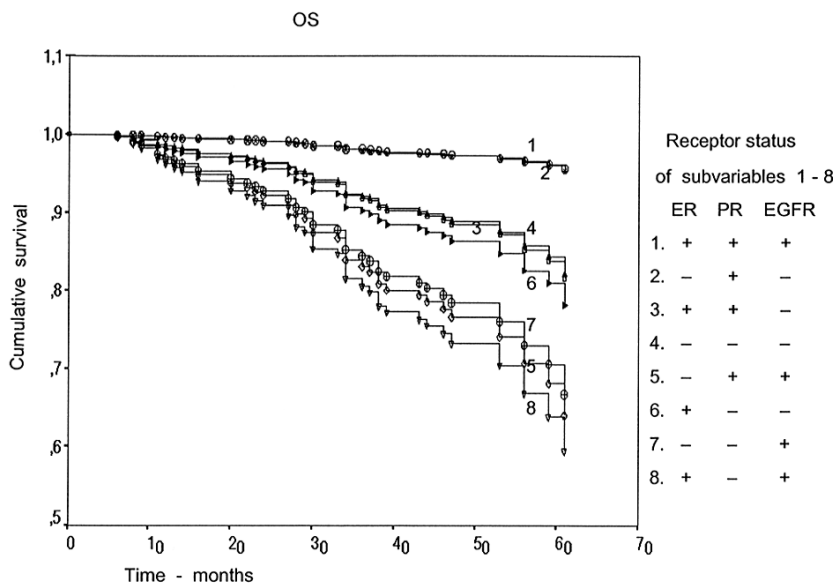 OS
Cumulative survival
1,1
1,0
,9
,8
,7
,6
,5
0
10
20
30
40
50
60
70
Time - months
1
2
3
4
6
7
5
8
Receptor status
of subvariables 1 - 8
ER PR EGFR
1. + + +
2. – + –
3. + + –
4. – – –
5. – + +
6. + – –
7. – – +
8. + – +